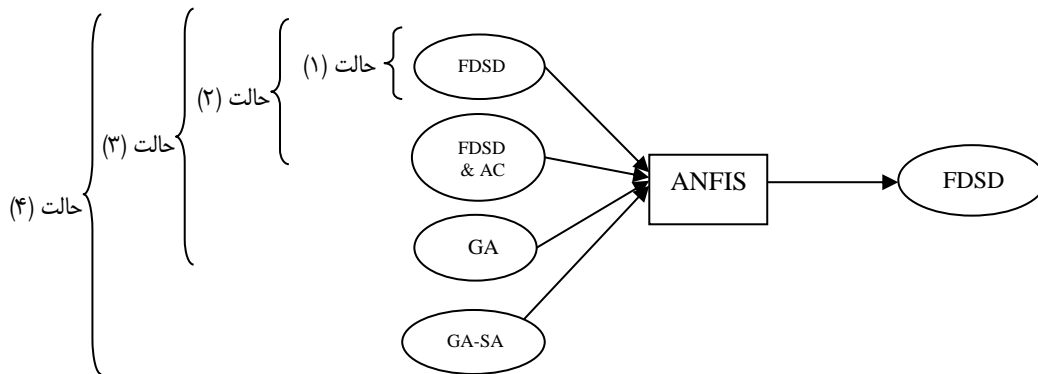 حالت (۱)
حالت (۲)
حالت (۳)
حالت (۴)
FDSD
FDSD
& AC
GA
GA-SA
ANFIS
FDSD